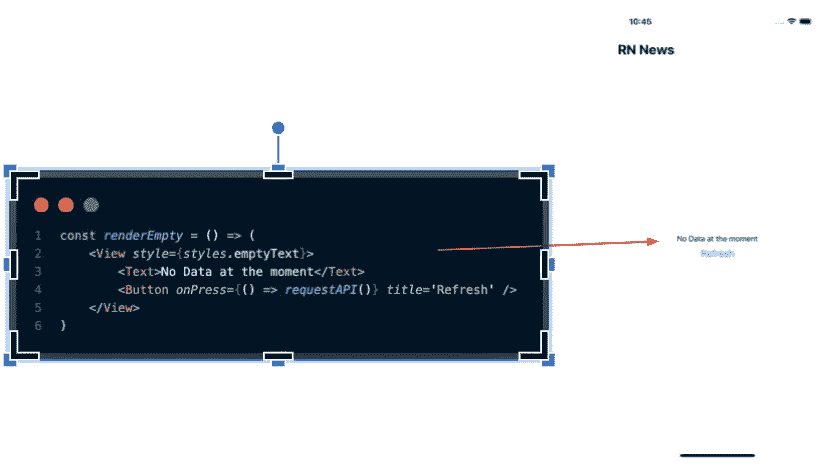 10:45
RN News
1 const renderEmpty = () => (
2     <View style={styles.emptyText}>
3         <Text>No Data at the moment</Text>
4         <Button onPress={() => requestAPI()} title='Refresh' />
5     </View>
6 )
No Data at the moment
Refresh